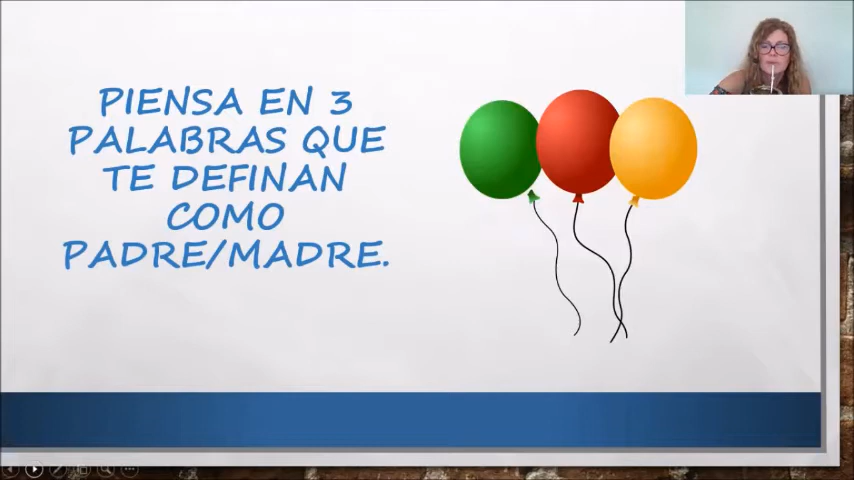 PIENSA EN 3
PALABRAS QUE
TE DEFINAN
COMO
PADRE/MADRE.